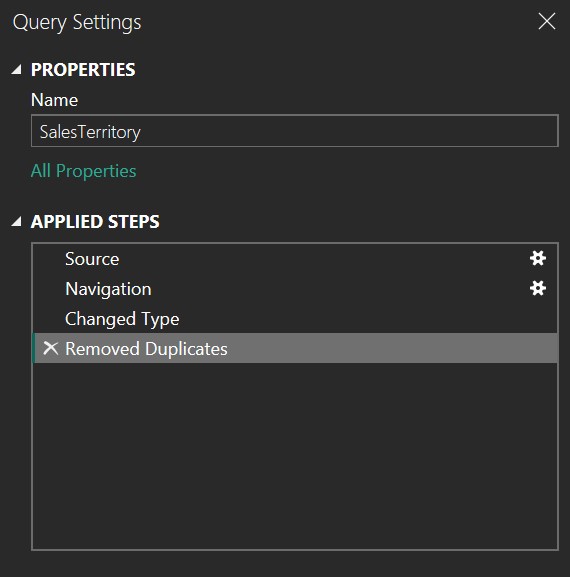 Query Settings
PROPERTIES
Name
SalesTerritory
All Properties
APPLIED STEPS
Source
Navigation
Changed Type
Removed Duplicates